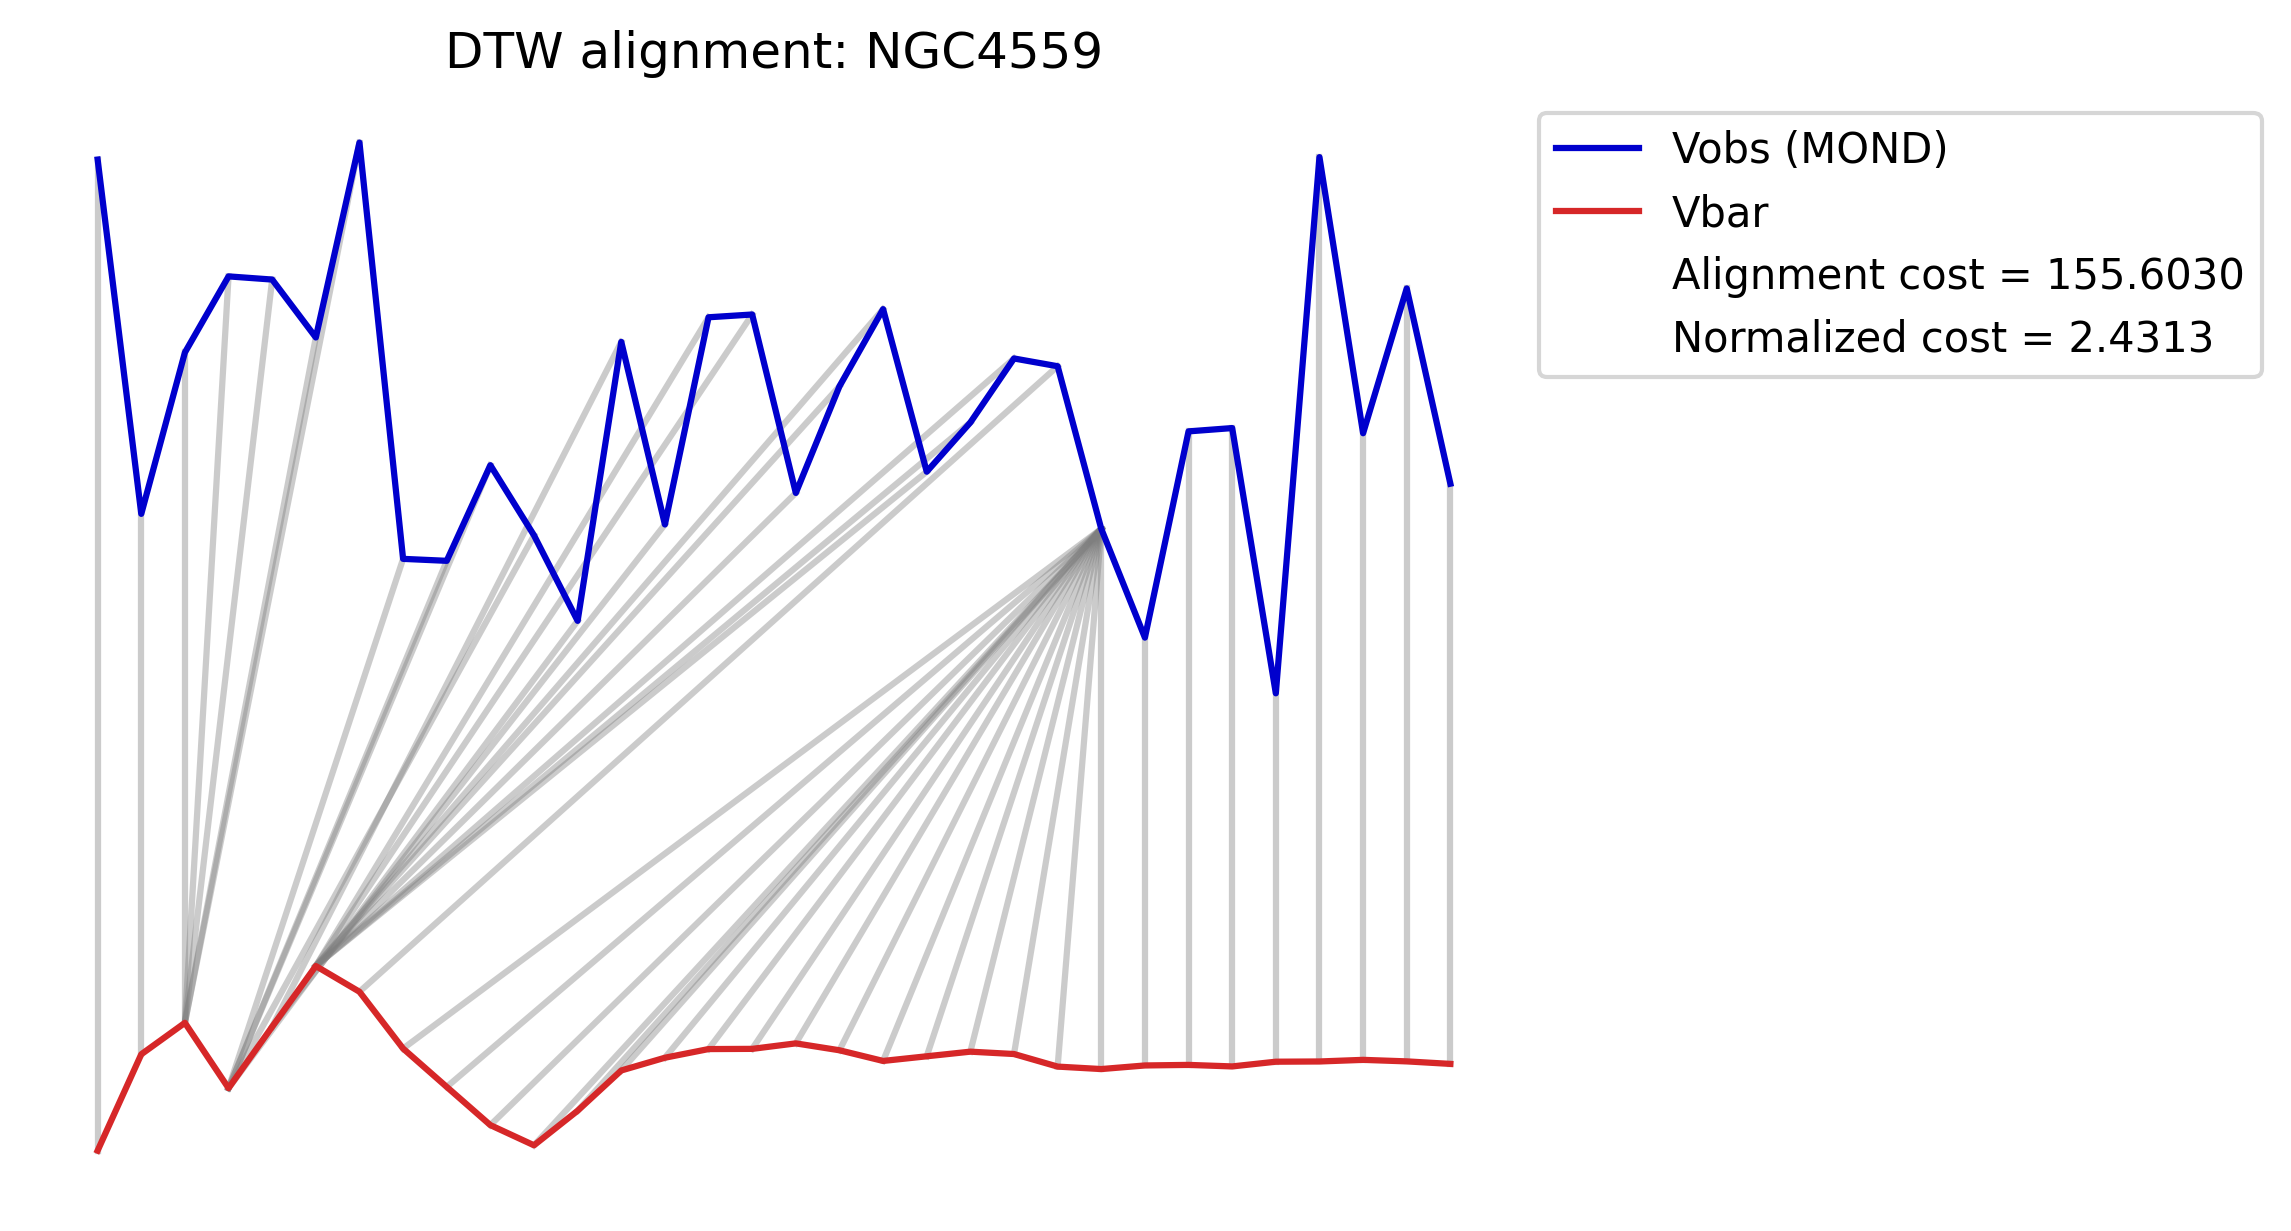 DTW alignment: NGC4559
Vobs (MOND)
Vbar
Alignment cost = 155.6030
Normalized cost = 2.4313